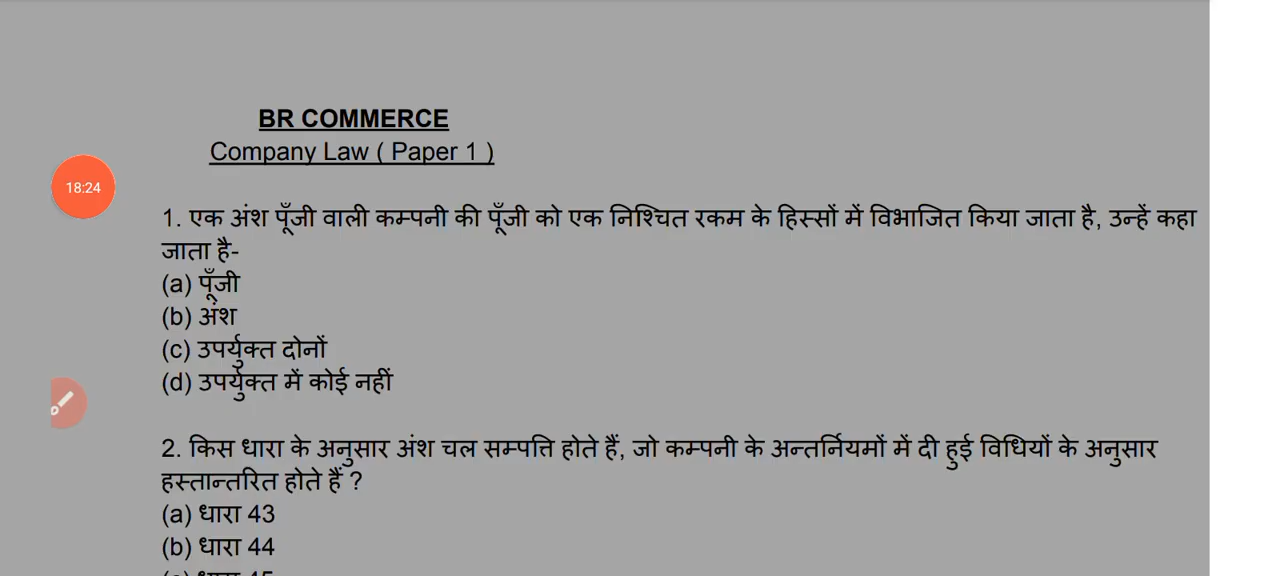 BR COMMERCE
Company Law ( Paper 1 )
18:24
1. एक अंश पूँजी वाली कम्पनी की पूँजी को एक निश्चित रकम के हिस्सों में विभाजित किया जाता है, उन्हें कहा
जाता है-
(a) पूँजी
(b) अंश
(c) उपर्युक्त दोनों
(d) उपर्युक्त में कोई नहीं
2. किस धारा के अनुसार अंश चल सम्पत्ति होते हैं, जो कम्पनी के अन्तर्नियमों में दी हुई विधियों के अनुसार
हस्तान्तरित होते हैं ?
(a) धारा 43
(b) धारा 44